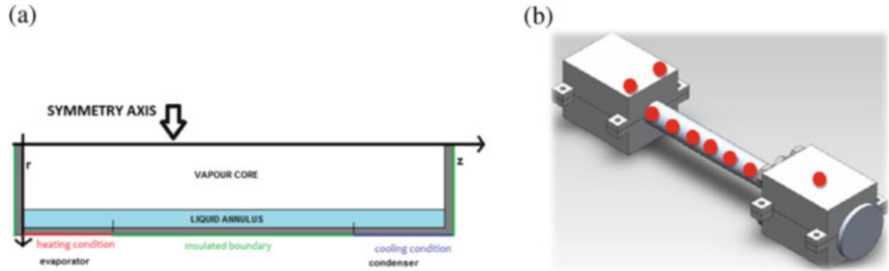 (a)
(b)
SYMMETRY AXIS
r
z
VAPOUR CORE
LIQUID ANNULUS
heating condition
insulated boundary
cooling condition
evaporator
condenser